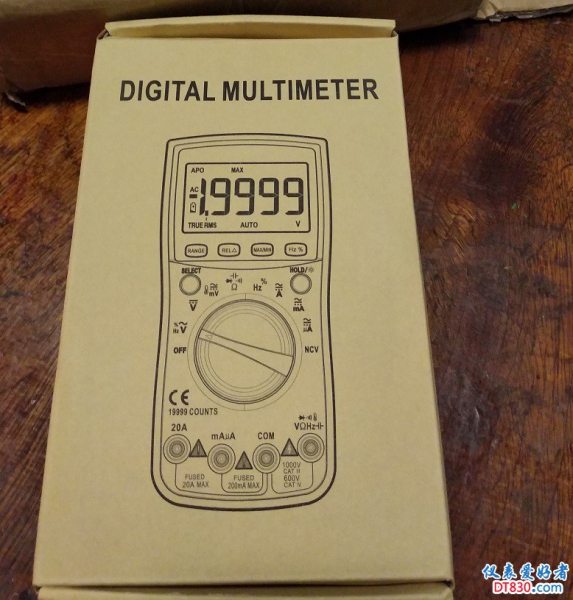 DIGITAL MULTIMETER
APO MAX
AC -1.9999
TRUE RMS AUTO V
RANGE REL△ MAX/MIN Hz %
SELECT HOLD/☼
mV Ω Hz % A
V mA
% Hz V µA
OFF NCV
CE
19999 COUNTS
20A mAµA COM VΩHz
FUSED 20A MAX
FUSED 200mA MAX
1000V
CAT III
600V
CAT IV
仪表爱好者
DT830.com